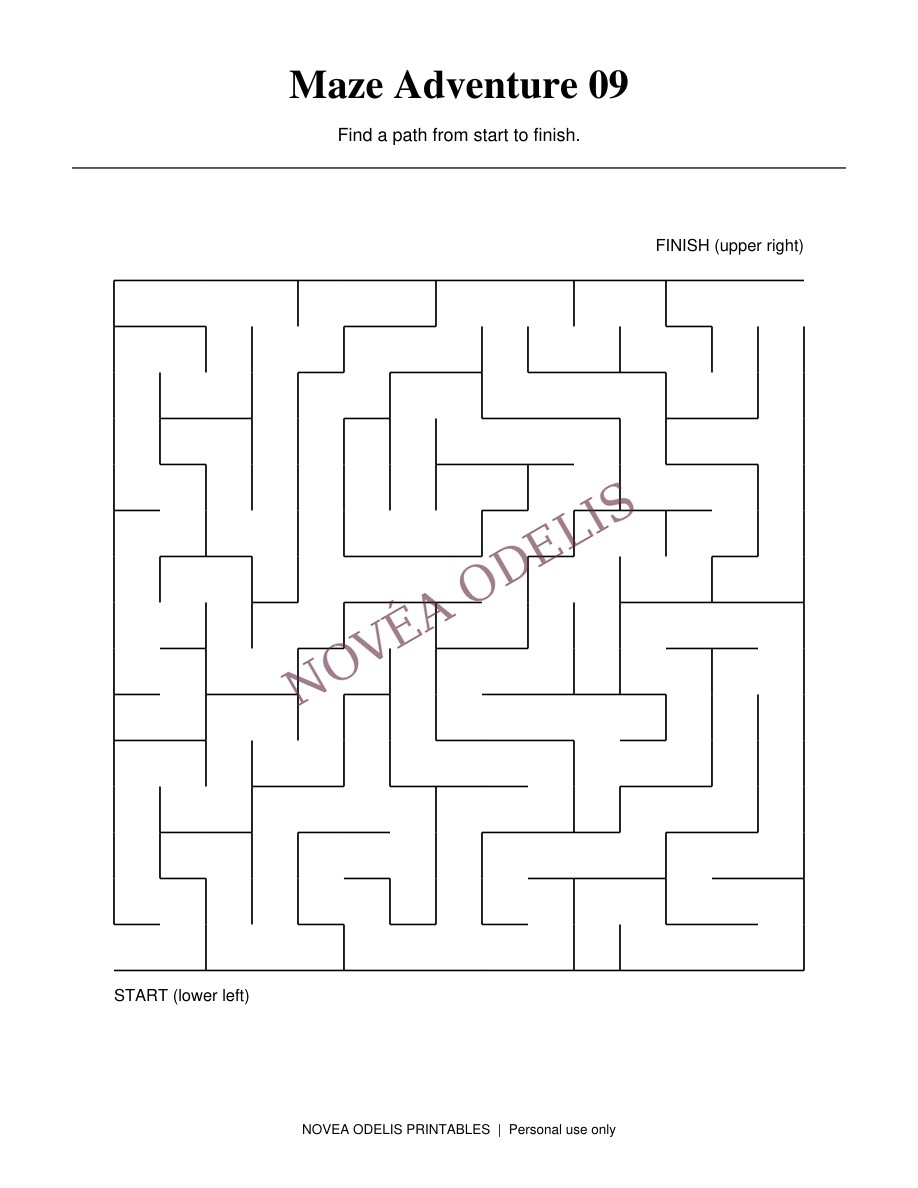 Maze Adventure 09
Find a path from start to finish.
FINISH (upper right)
NOVÉA ODELIS
START (lower left)
NOVEA ODELIS PRINTABLES | Personal use only